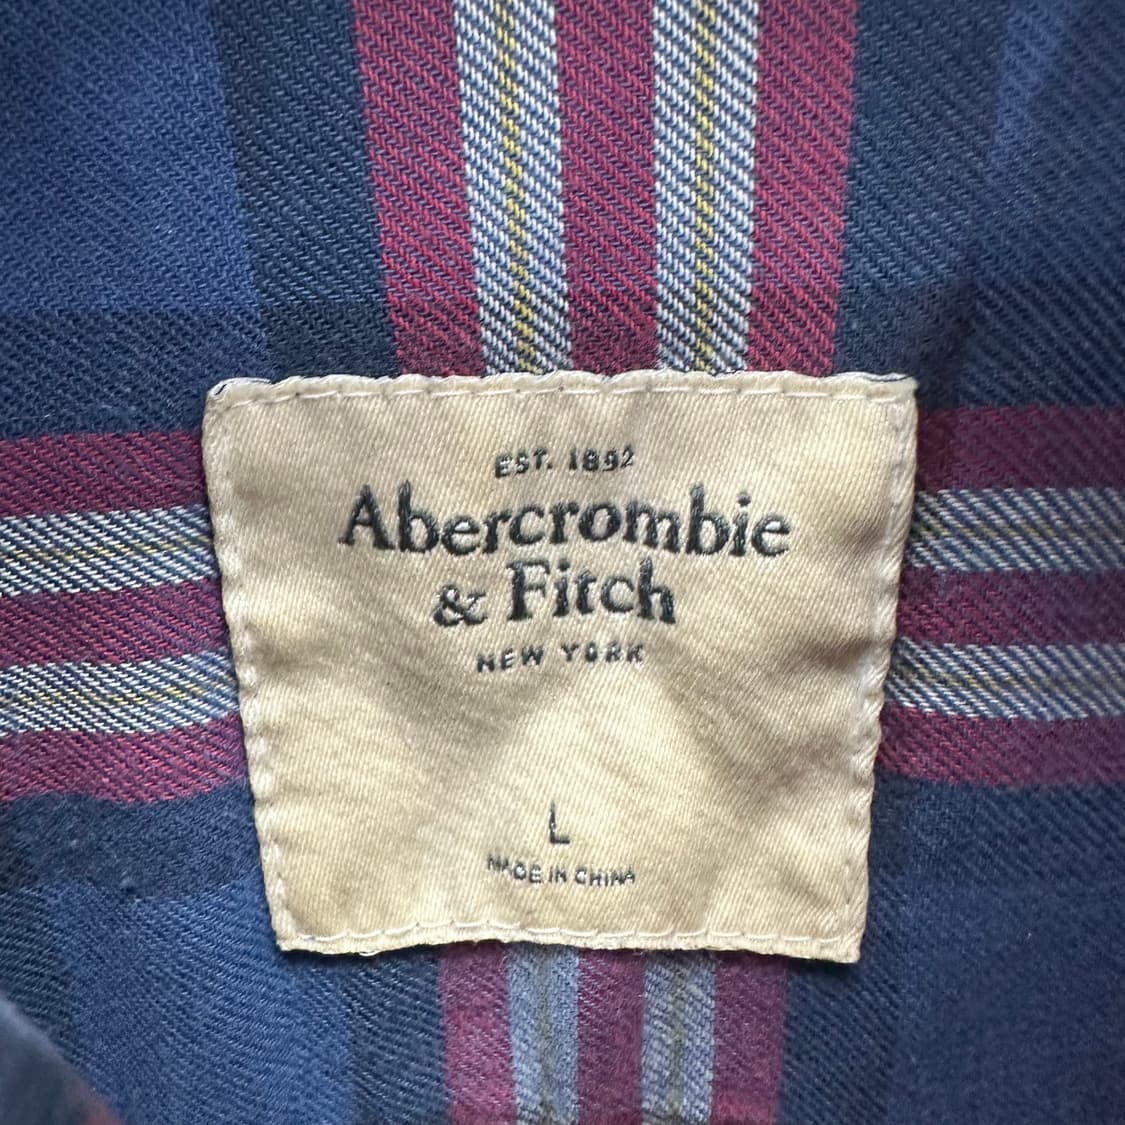 EST. 1892
Abercrombie
& Fitch
NEW YORK
L
MADE IN CHINA